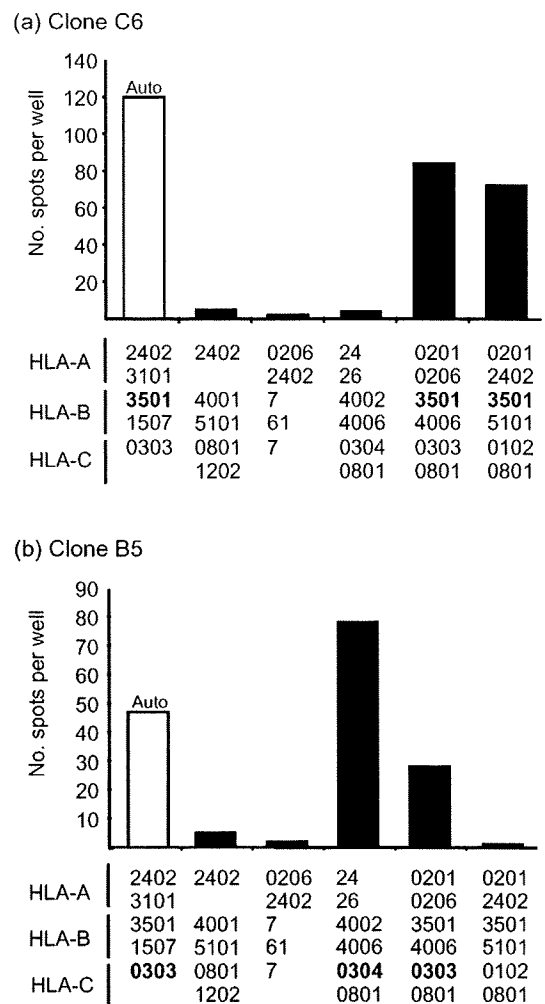 (a) Clone C6
No. spots per well
140
120
100
80
60
40
20
Auto
HLA-A
2402 2402 0206 24 0201 0201
3101 2402 26 0206 2402
HLA-B
3501 4001 7 4002 3501 3501
1507 5101 61 4006 4006 5101
HLA-C
0303 0801 7 0304 0303 0102
1202 0801 0801 0801
(b) Clone B5
No. spots per well
90
80
70
60
50
40
30
20
10
Auto
HLA-A
2402 2402 0206 24 0201 0201
3101 2402 26 0206 2402
HLA-B
3501 4001 7 4002 3501 3501
1507 5101 61 4006 4006 5101
HLA-C
0303 0801 7 0304 0303 0102
1202 0801 0801 0801